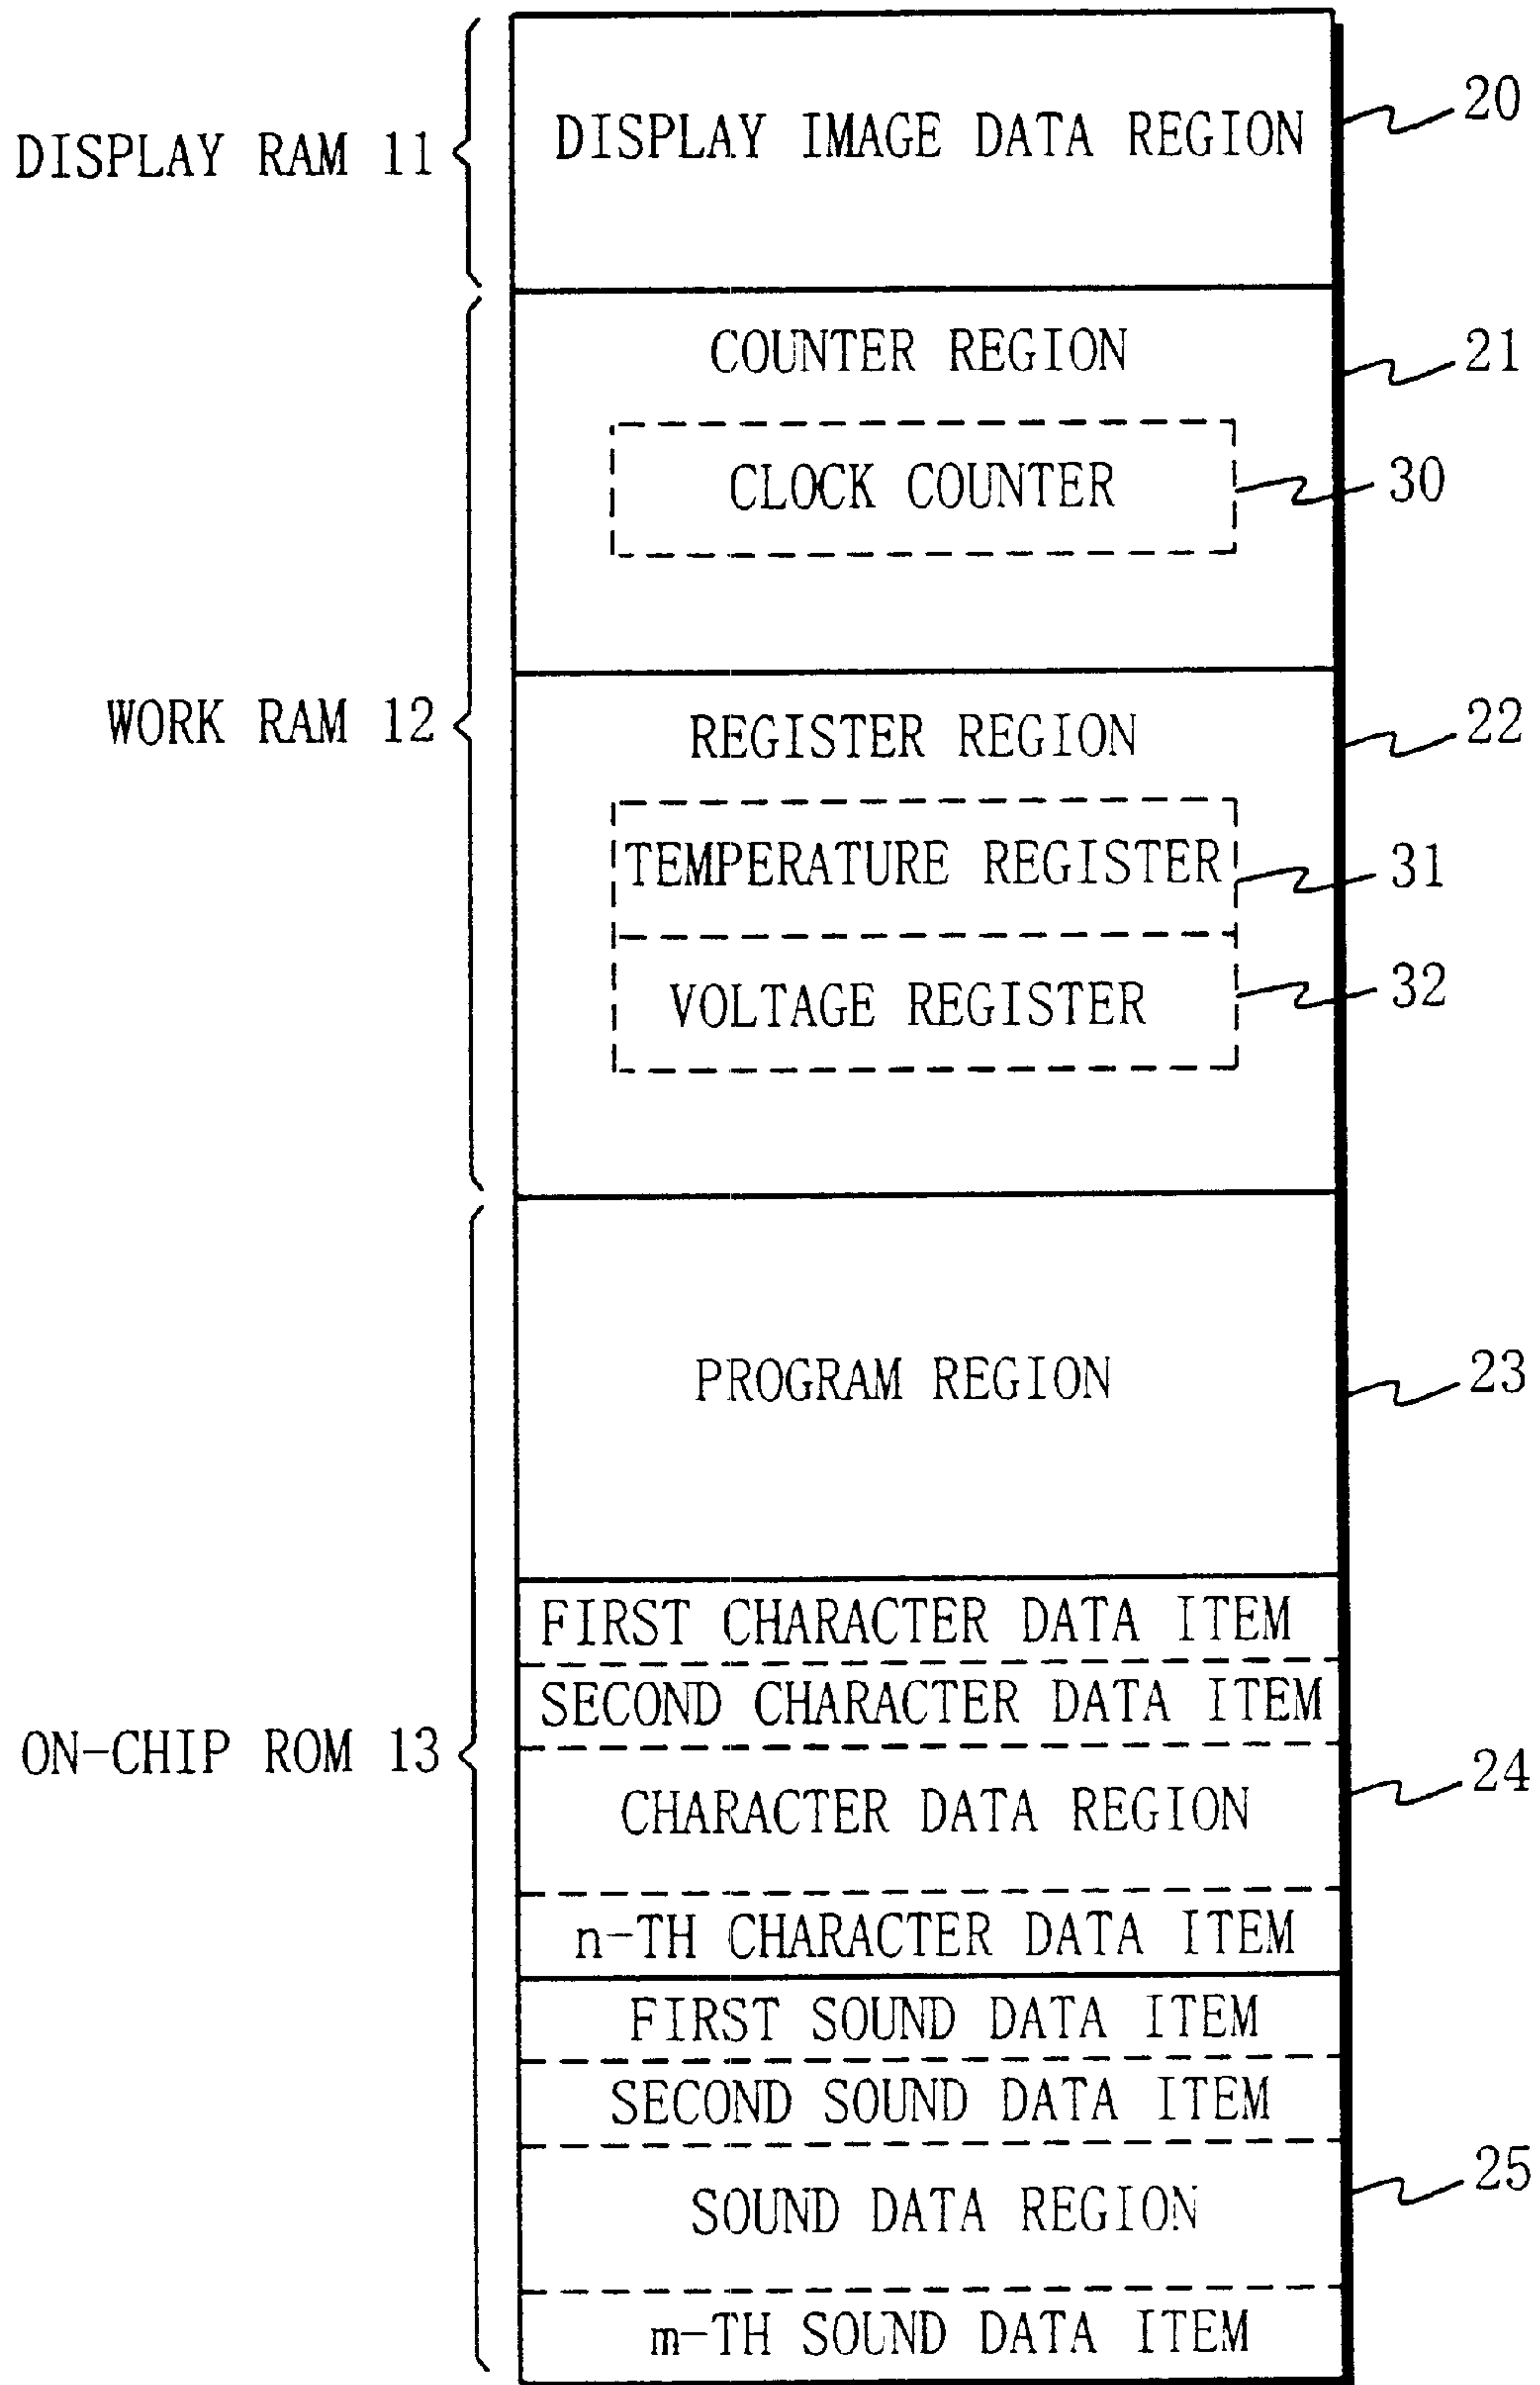 DISPLAY RAM 11
DISPLAY IMAGE DATA REGION
20
COUNTER REGION
21
CLOCK COUNTER
30
WORK RAM 12
REGISTER REGION
22
TEMPERATURE REGISTER
31
VOLTAGE REGISTER
32
PROGRAM REGION
23
ON-CHIP ROM 13
FIRST CHARACTER DATA ITEM
SECOND CHARACTER DATA ITEM
CHARACTER DATA REGION
24
n-TH CHARACTER DATA ITEM
FIRST SOUND DATA ITEM
SECOND SOUND DATA ITEM
SOUND DATA REGION
25
m-TH SOUND DATA ITEM